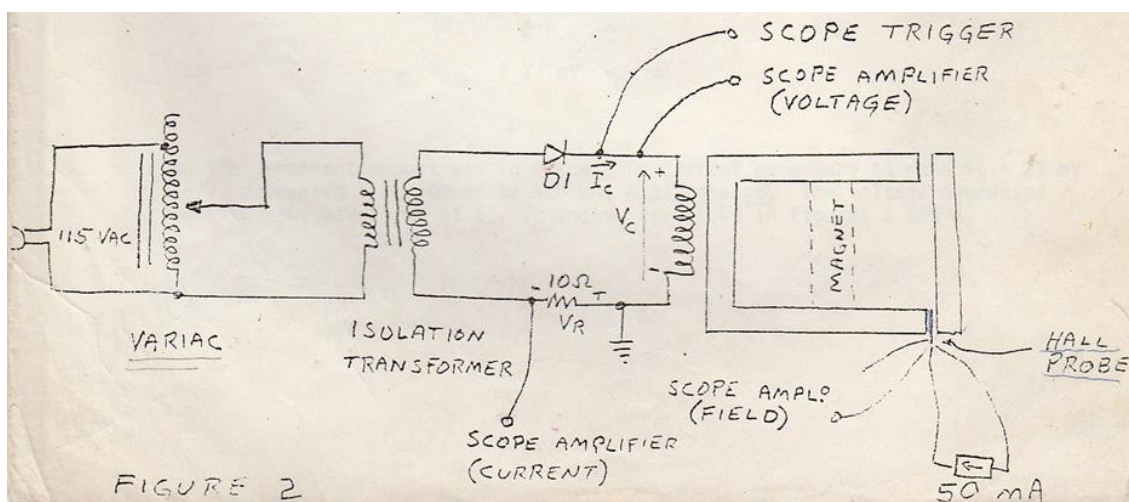 SCOPE TRIGGER
SCOPE AMPLIFIER
(VOLTAGE)
D1
I_C
+
V_C
-
115 VAC
MAGNET
- 10Ω +
V_R
VARIAC
ISOLATION
TRANSFORMER
HALL
PROBE
SCOPE AMPL.
(FIELD)
SCOPE AMPLIFIER
(CURRENT)
50 MA
FIGURE 2